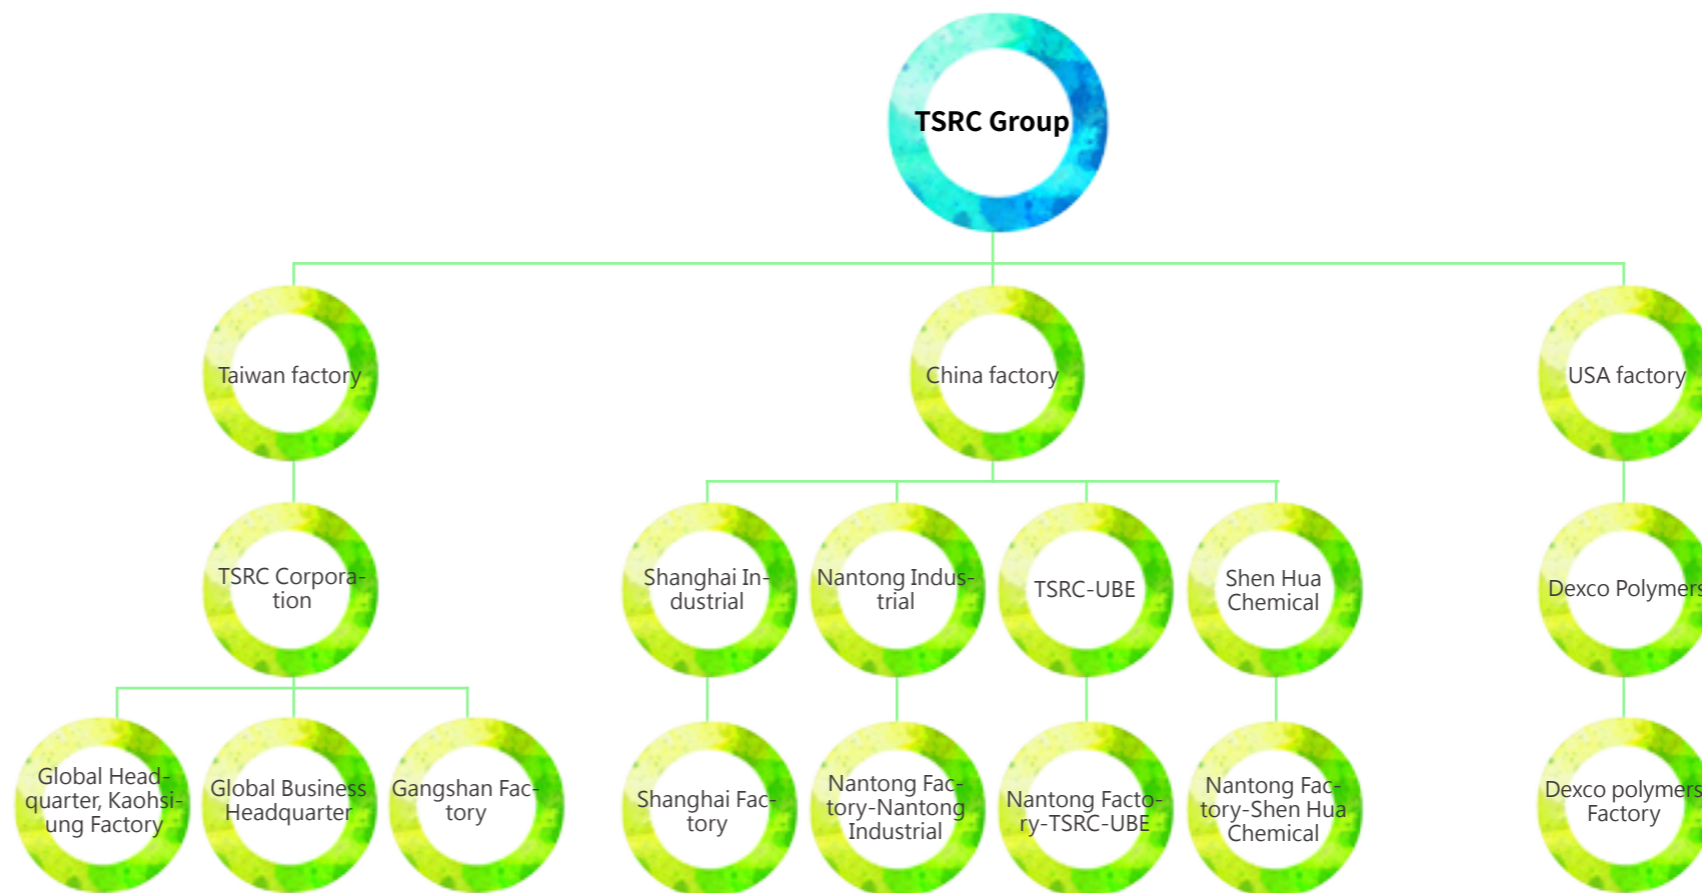 TSRC Group
Taiwan factory
China factory
USA factory
TSRC Corpora-
tion
Shanghai In-
dustrial
Nantong Indus-
trial
TSRC-UBE
Shen Hua
Chemical
Dexco Polymers
Global Head-
quarter, Kaohsi-
ung Factory
Global Business
Headquarter
Gangshan Fac-
tory
Shanghai Fac-
tory
Nantong Fac-
tory-Nantong
Industrial
Nantong Facto-
ry-TSRC-UBE
Nantong Fac-
tory-Shen Hua
Chemical
Dexco polymers
Factory